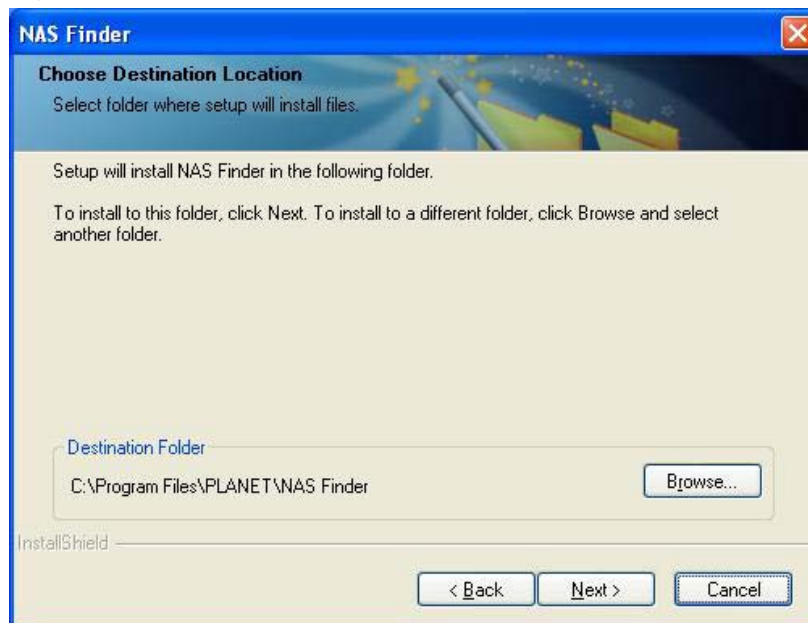 NAS Finder
Choose Destination Location
Select folder where setup will install files.
Setup will install NAS Finder in the following folder.
To install to this folder, click Next. To install to a different folder, click Browse and select
another folder.
Destination Folder
C:\Program Files\PLANET\NAS Finder
Browse...
InstallShield
< Back
Next >
Cancel